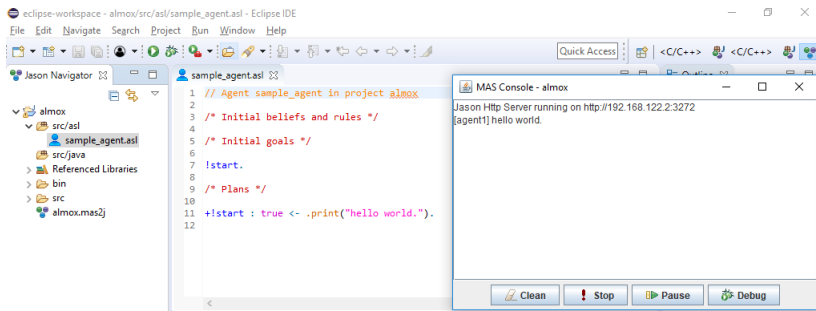 eclipse-workspace - almox/src/asl/sample_agent.asl - Eclipse IDE
File Edit Navigate Search Project Run Window Help
Quick Access
<C/C++> <C/C++>
Jason Navigator
almox
src/asl
sample_agent.asl
src/java
Referenced Libraries
bin
src
almox.mas2j
sample_agent.asl
1 // Agent sample_agent in project almox
2
3 /* Initial beliefs and rules */
4
5 /* Initial goals */
6
7 !start.
8
9 /* Plans */
10
11 +!start : true <- .print("hello world.").
12
MAS Console - almox
Jason Http Server running on http://192.168.122.2:3272
[agent1] hello world.
Clean Stop Pause Debug